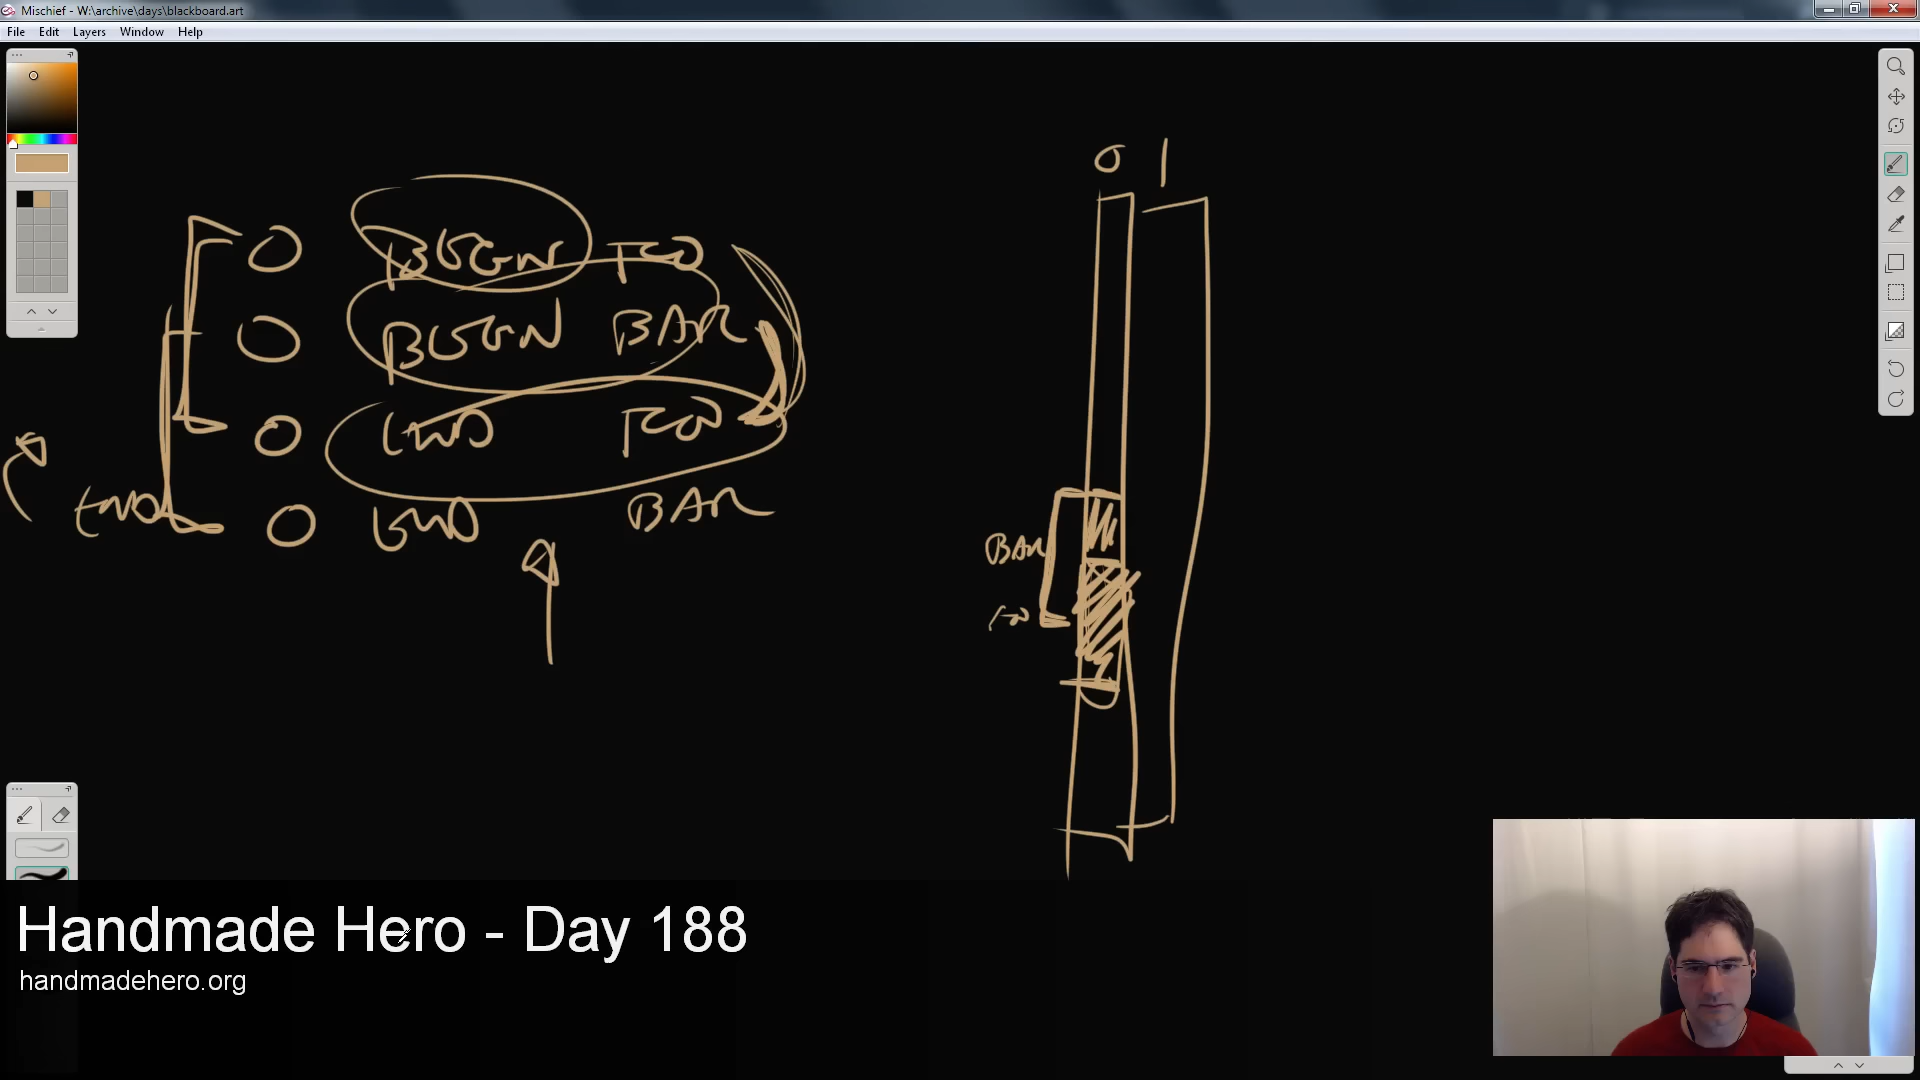 Mischief - W:\archive\days\blackboard.art
File Edit Layers Window Help
0 1
0 BEGIN FOO
0 BEGIN BAR
0 END FOO
END 0 END BAR
BAR
Handmade Hero - Day 188
handmadehero.org